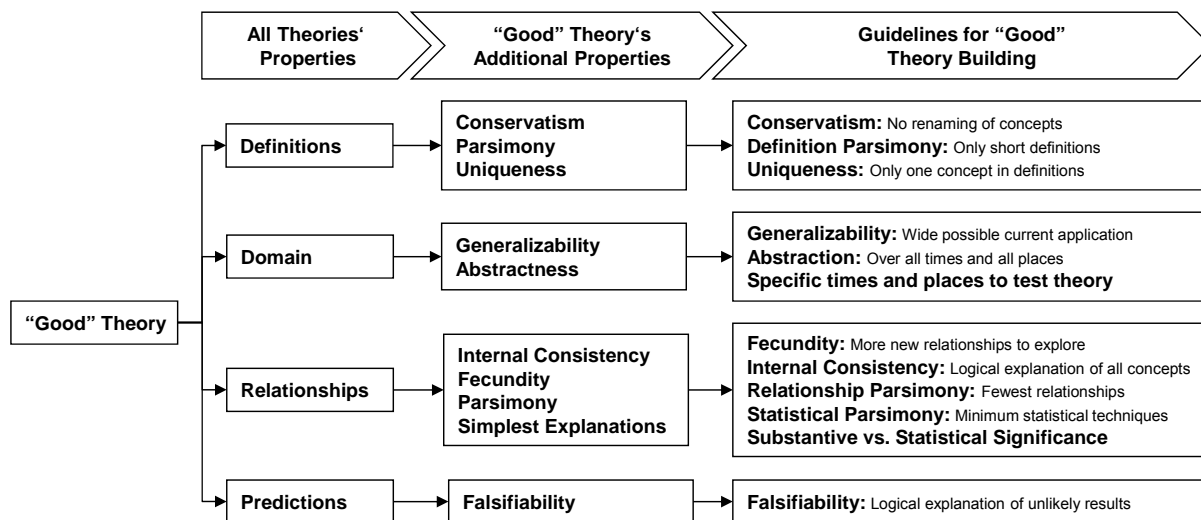 All Theories‘
Properties
“Good” Theory‘s
Additional Properties
Guidelines for “Good”
Theory Building
“Good” Theory
Definitions
Conservatism
Parsimony
Uniqueness
Conservatism: No renaming of concepts
Definition Parsimony: Only short definitions
Uniqueness: Only one concept in definitions
Domain
Generalizability
Abstractness
Generalizability: Wide possible current application
Abstraction: Over all times and all places
Specific times and places to test theory
Relationships
Internal Consistency
Fecundity
Parsimony
Simplest Explanations
Fecundity: More new relationships to explore
Internal Consistency: Logical explanation of all concepts
Relationship Parsimony: Fewest relationships
Statistical Parsimony: Minimum statistical techniques
Substantive vs. Statistical Significance
Predictions
Falsifiability
Falsifiability: Logical explanation of unlikely results